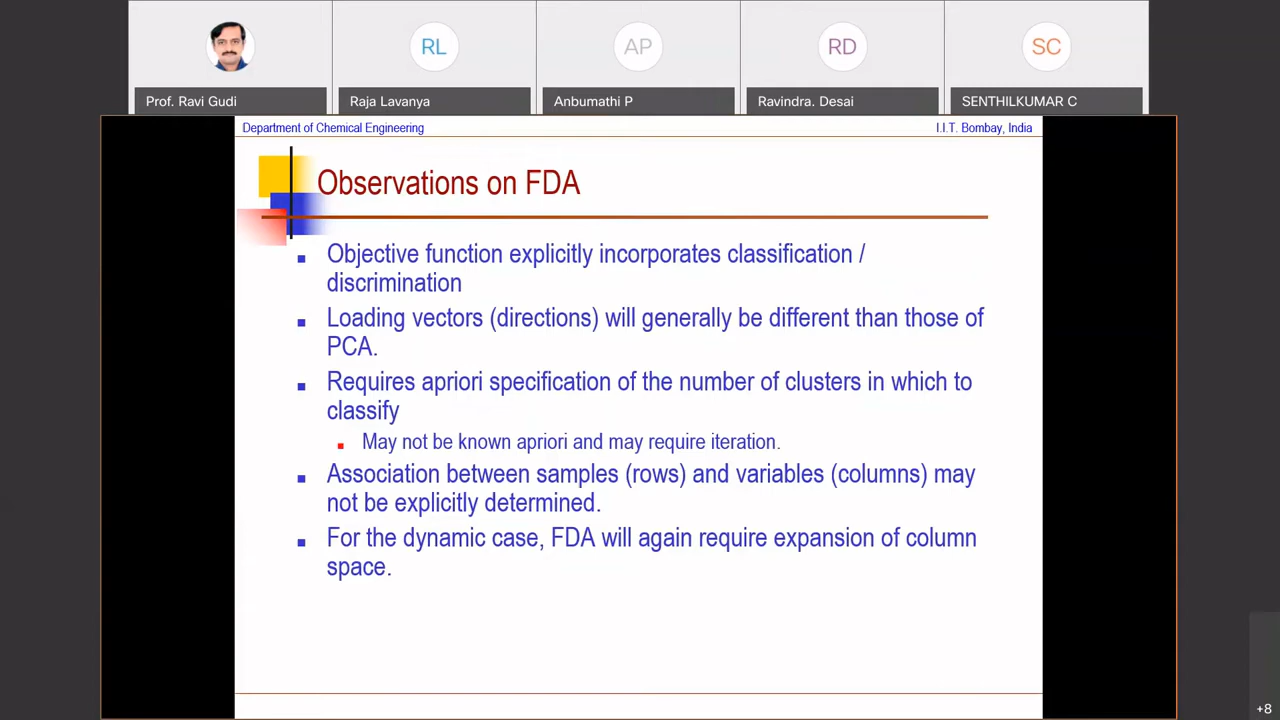 RL
AP
RD
SC
Prof. Ravi Gudi
Raja Lavanya
Anbumathi P
Ravindra. Desai
SENTHILKUMAR C
Department of Chemical Engineering
I.I.T. Bombay, India
Observations on FDA
Objective function explicitly incorporates classification /
discrimination
Loading vectors (directions) will generally be different than those of
PCA.
Requires apriori specification of the number of clusters in which to
classify
May not be known apriori and may require iteration.
Association between samples (rows) and variables (columns) may
not be explicitly determined.
For the dynamic case, FDA will again require expansion of column
space.
+8